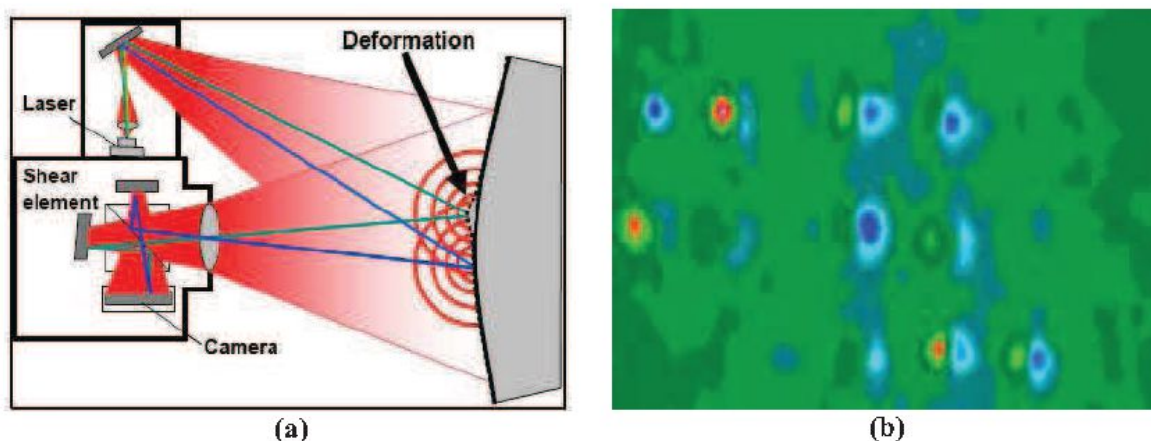 Deformation
Laser
Shear
element
Camera
(a)
(b)